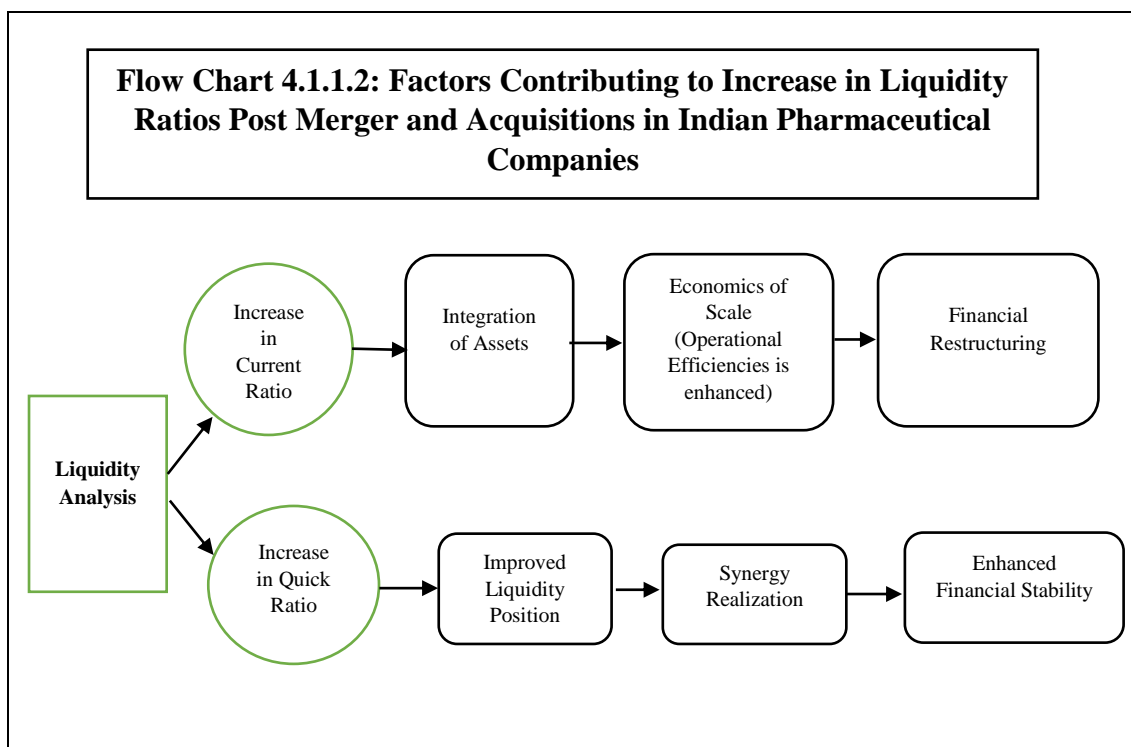 Flow Chart 4.1.1.2: Factors Contributing to Increase in Liquidity
Ratios Post Merger and Acquisitions in Indian Pharmaceutical
Companies
Liquidity
Analysis
Increase
in
Current
Ratio
Integration
of Assets
Economics of
Scale
(Operational
Efficiencies is
enhanced)
Financial
Restructuring
Increase
in Quick
Ratio
Improved
Liquidity
Position
Synergy
Realization
Enhanced
Financial Stability